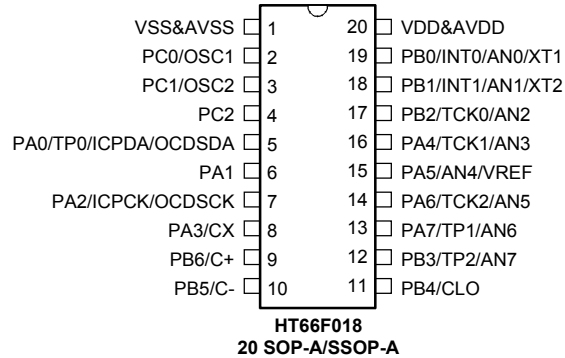 VSS&AVSS 1 20 VDD&AVDD
PC0/OSC1 2 19 PB0/INT0/AN0/XT1
PC1/OSC2 3 18 PB1/INT1/AN1/XT2
PC2 4 17 PB2/TCK0/AN2
PA0/TP0/ICPDA/OCDSDA 5 16 PA4/TCK1/AN3
PA1 6 15 PA5/AN4/VREF
PA2/ICPCK/OCDSCK 7 14 PA6/TCK2/AN5
PA3/CX 8 13 PA7/TP1/AN6
PB6/C+ 9 12 PB3/TP2/AN7
PB5/C- 10 11 PB4/CLO
HT66F018
20 SOP-A/SSOP-A